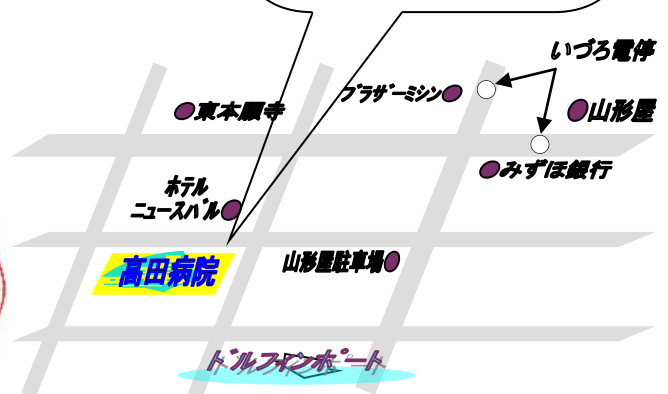 いづろ電停
ブラザーミシン
東本願寺
山形屋
みずほ銀行
ホテル
ニュースパル
山形屋駐車場
高田病院
ドルフィンポート